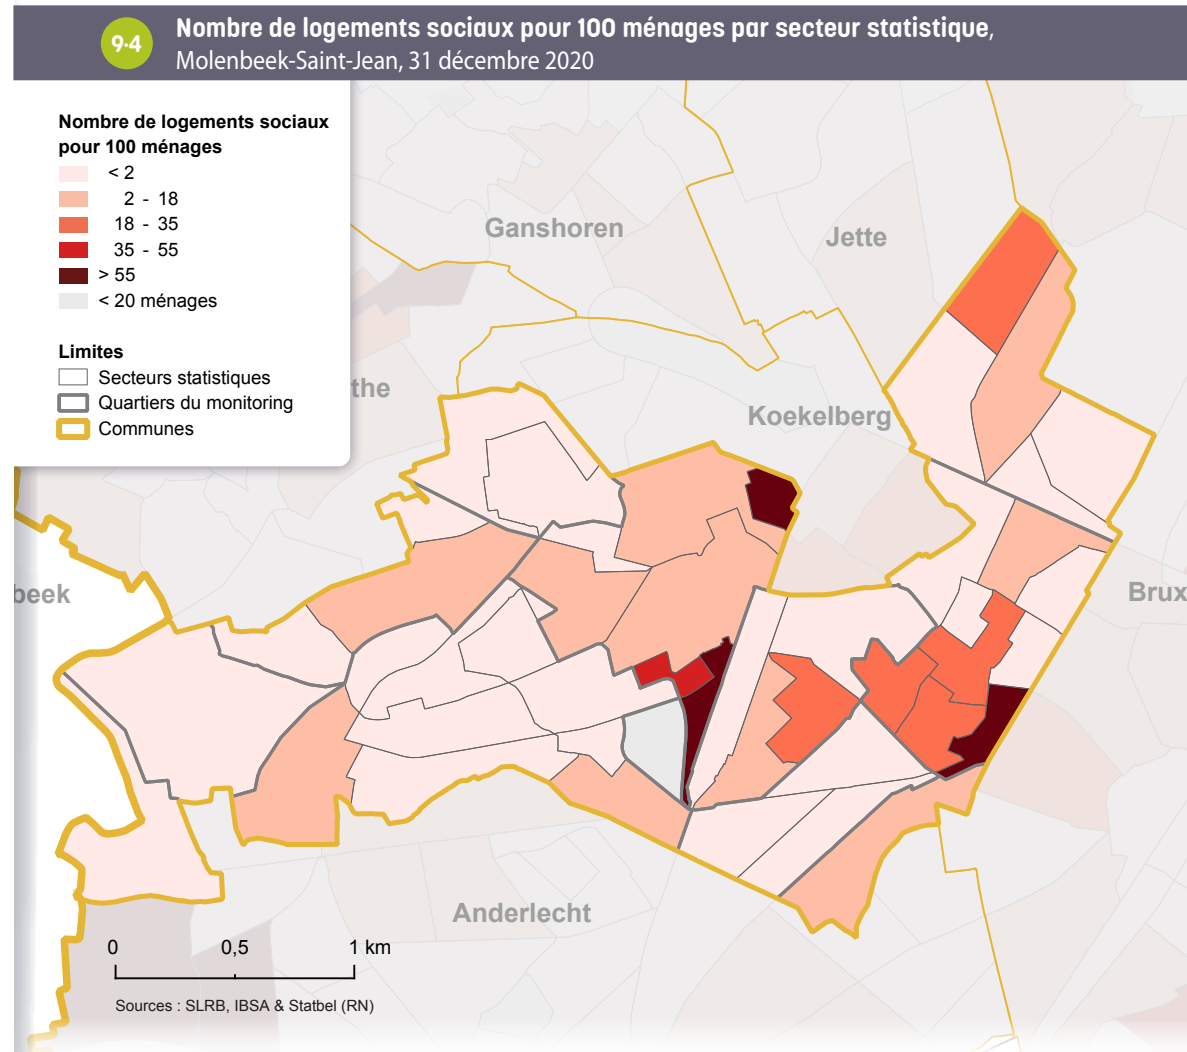 9·4
Nombre de logements sociaux pour 100 ménages par secteur statistique,
Molenbeek-Saint-Jean, 31 décembre 2020
Nombre de logements sociaux
pour 100 ménages
< 2
2 - 18
18 - 35
35 - 55
> 55
< 20 ménages
Limites
Secteurs statistiques
Quartiers du monitoring
Communes
Ganshoren
Jette
the
Koekelberg
beek
Brux
Anderlecht
0 0,5 1 km
Sources : SLRB, IBSA & Statbel (RN)